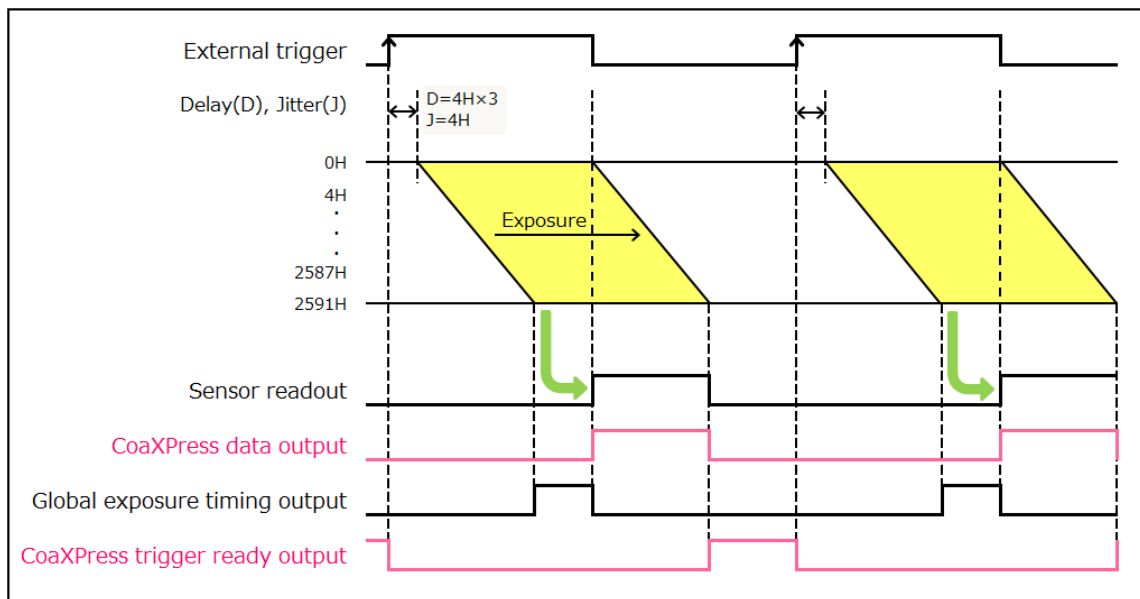 External trigger
Delay(D), Jitter(J)
D=4H×3
J=4H
0H
4H
・
・
・
Exposure
2587H
2591H
Sensor readout
CoaXPress data output
Global exposure timing output
CoaXPress trigger ready output